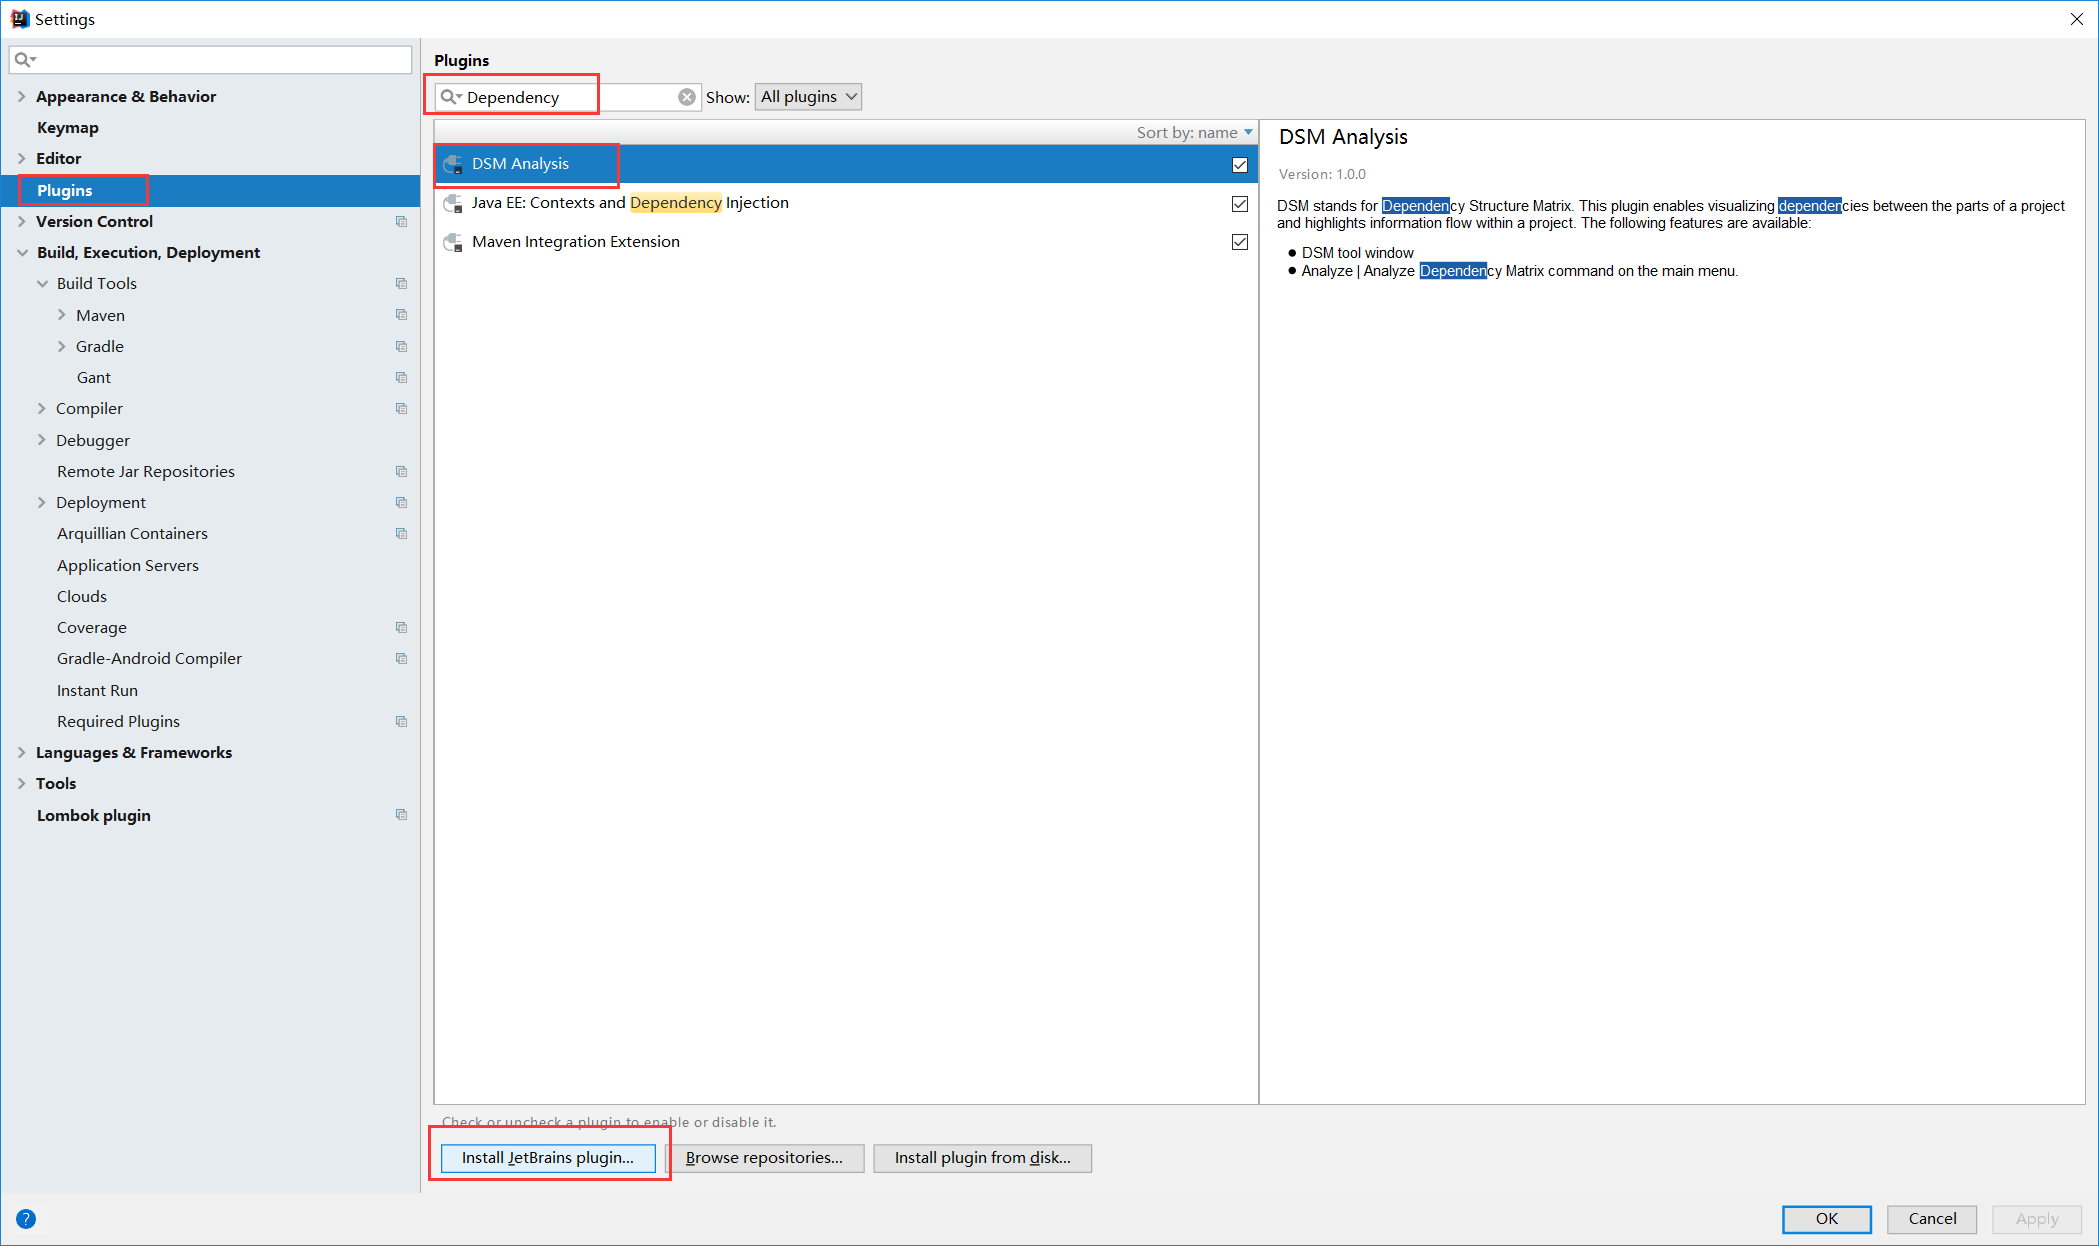 Settings
Appearance & Behavior
Keymap
Editor
Plugins
Version Control
Build, Execution, Deployment
Build Tools
Maven
Gradle
Gant
Compiler
Debugger
Remote Jar Repositories
Deployment
Arquillian Containers
Application Servers
Clouds
Coverage
Gradle-Android Compiler
Instant Run
Required Plugins
Languages & Frameworks
Tools
Lombok plugin
Plugins
Dependency
Show: All plugins
Sort by: name
DSM Analysis
Java EE: Contexts and Dependency Injection
Maven Integration Extension
DSM Analysis
Version: 1.0.0
DSM stands for Dependency Structure Matrix. This plugin enables visualizing dependencies between the parts of a project
and highlights information flow within a project. The following features are available:
● DSM tool window
● Analyze | Analyze Dependency Matrix command on the main menu.
Check or uncheck a plugin to enable or disable it.
Install JetBrains plugin... Browse repositories... Install plugin from disk...
? OK Cancel Apply